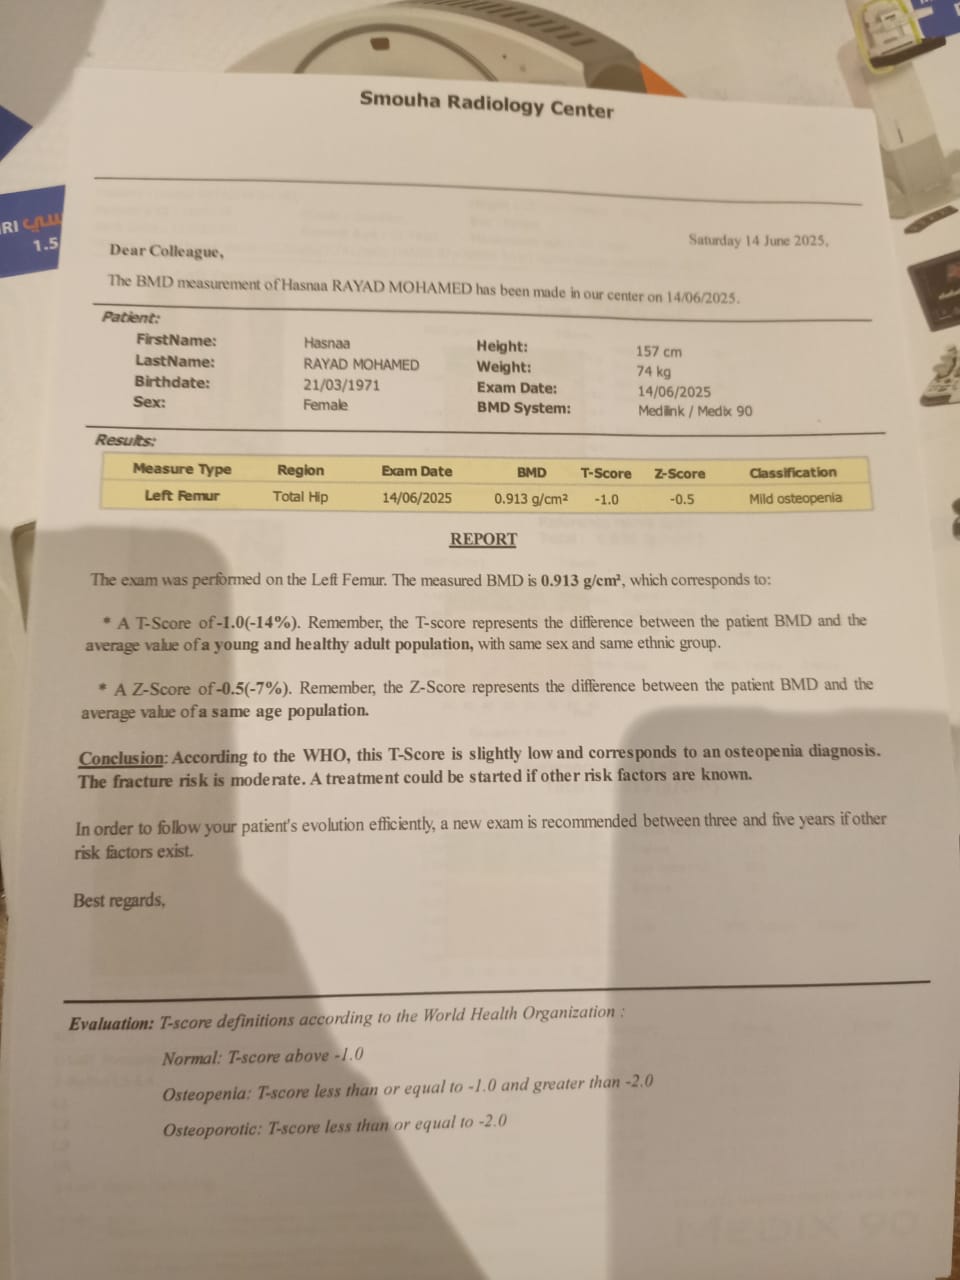 Smouha Radiology Center
RI سي
1.5
Saturday 14 June 2025,
Dear Colleague,
The BMD measurement of Hasnaa RAYAD MOHAMED has been made in our center on 14/06/2025.
Patient:
FirstName: Hasnaa Height: 157 cm
LastName: RAYAD MOHAMED Weight: 74 kg
Birthdate: 21/03/1971 Exam Date: 14/06/2025
Sex: Female BMD System: Medilink / Medix 90
Results:
Measure Type Region Exam Date BMD T-Score Z-Score Classification
Left Femur Total Hip 14/06/2025 0.913 g/cm² -1.0 -0.5 Mild osteopenia
REPORT
The exam was performed on the Left Femur. The measured BMD is 0.913 g/cm², which corresponds to:
* A T-Score of -1.0(-14%). Remember, the T-score represents the difference between the patient BMD and the
average value of a young and healthy adult population, with same sex and same ethnic group.
* A Z-Score of -0.5(-7%). Remember, the Z-Score represents the difference between the patient BMD and the
average value of a same age population.
Conclusion: According to the WHO, this T-Score is slightly low and corresponds to an osteopenia diagnosis.
The fracture risk is moderate. A treatment could be started if other risk factors are known.
In order to follow your patient's evolution efficiently, a new exam is recommended between three and five years if other
risk factors exist.
Best regards,
Evaluation: T-score definitions according to the World Health Organization :
Normal: T-score above -1.0
Osteopenia: T-score less than or equal to -1.0 and greater than -2.0
Osteoporotic: T-score less than or equal to -2.0
MEDIX 90